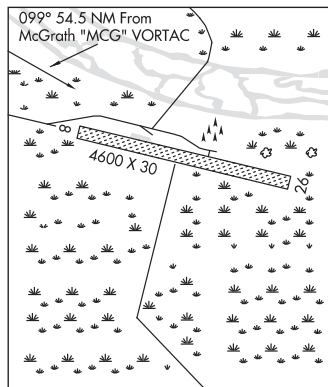 099° 54.5 NM From
McGrath "MCG" VORTAC
8
4600 X 30
26